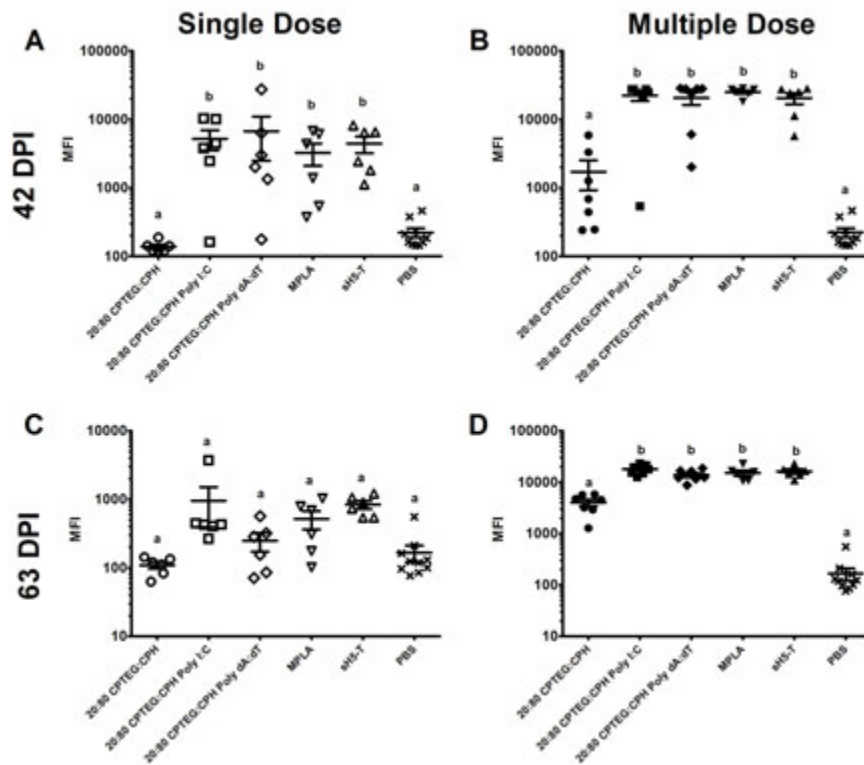 Single Dose
Multiple Dose
A
B
42 DPI
MFI
100000
10000
1000
100
a
b
b
b
b
a
20:80 CPTEG:CPH
20:80 CPTEG:CPH Poly I:C
20:80 CPTEG:CPH Poly dA:dT
MPLA
sH5-T
PBS
MFI
100000
10000
1000
100
a
b
b
b
b
a
20:80 CPTEG:CPH
20:80 CPTEG:CPH Poly I:C
20:80 CPTEG:CPH Poly dA:dT
MPLA
sH5-T
PBS
C
D
63 DPI
MFI
10000
1000
100
10
a
a
a
a
a
a
20:80 CPTEG:CPH
20:80 CPTEG:CPH Poly I:C
20:80 CPTEG:CPH Poly dA:dT
MPLA
sH5-T
PBS
MFI
100000
10000
1000
100
10
a
b
b
b
b
a
20:80 CPTEG:CPH
20:80 CPTEG:CPH Poly I:C
20:80 CPTEG:CPH Poly dA:dT
MPLA
sH5-T
PBS